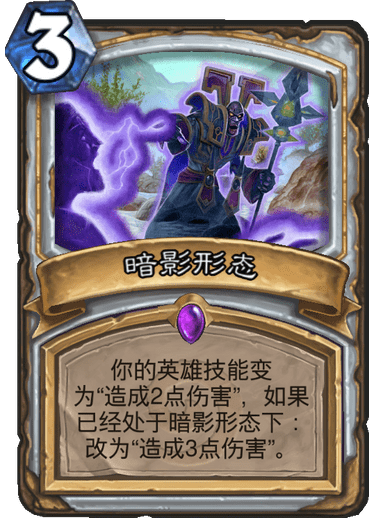 3
暗影形态
你的英雄技能变
为“造成2点伤害”，如果
已经处于暗影形态下：
改为“造成3点伤害”。